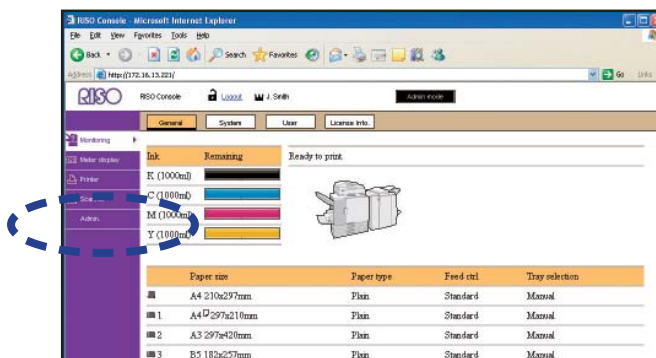 RISO Console - Microsoft Internet Explorer
File Edit View Favorites Tools Help
Back Search Favorites
Address http://172.16.13.221/ Go Links
RISO RISO Console Logout J. Smith Admin mode
General System User License Info.
Monitoring
Meter display
Printer
Admin.
Ink Remaining Ready to print
K (1000ml)
C (1000ml)
M (1000ml)
Y (1000ml)
Paper size Paper type Feed ctrl Tray selection
A4 210x297mm Plain Standard Manual
1 A4 297x210mm Plain Standard Manual
2 A3 297x420mm Plain Standard Manual
3 B5 182x257mm Plain Standard Manual